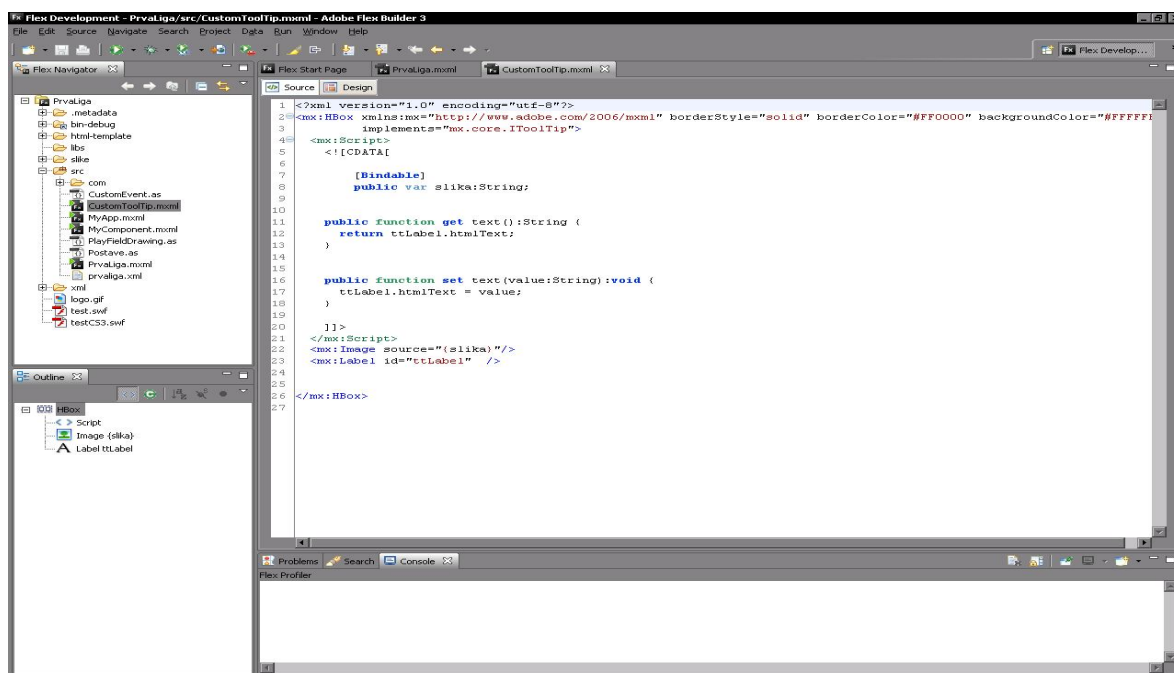 Flex Development - PrvaLiga/src/CustomToolTip.mxml - Adobe Flex Builder 3
File Edit Source Navigate Search Project Data Run Window Help
Flex Develop...
Flex Navigator
PrvaLiga
.metadata
bin-debug
html-template
libs
slike
src
com
CustomEvent.as
CustomToolTip.mxml
MyApp.mxml
MyComponent.mxml
PlayFieldDrawing.as
Postave.as
PrvaLiga.mxml
prvaliga.xml
xml
logo.gif
test.swf
testCS3.swf
Outline
HBox
Script
Image {slika}
Label ttLabel
Flex Start Page PrvaLiga.mxml CustomToolTip.mxml
Source Design
1 <?xml version="1.0" encoding="utf-8"?>
2 <mx:HBox xmlns:mx="http://www.adobe.com/2006/mxml" borderStyle="solid" borderColor="#FF0000" backgroundColor="#FFFFF
3 implements="mx.core.IToolTip">
4 <mx:Script>
5 <![CDATA[
6
7 [Bindable]
8 public var slika:String;
9
10
11 public function get text():String {
12 return ttLabel.htmlText;
13 }
14
15
16 public function set text(value:String):void {
17 ttLabel.htmlText = value;
18 }
19
20 ]]>
21 </mx:Script>
22 <mx:Image source="{slika}"/>
23 <mx:Label id="ttLabel" />
24
25
26 </mx:HBox>
27
Problems Search Console
Flex Profiler